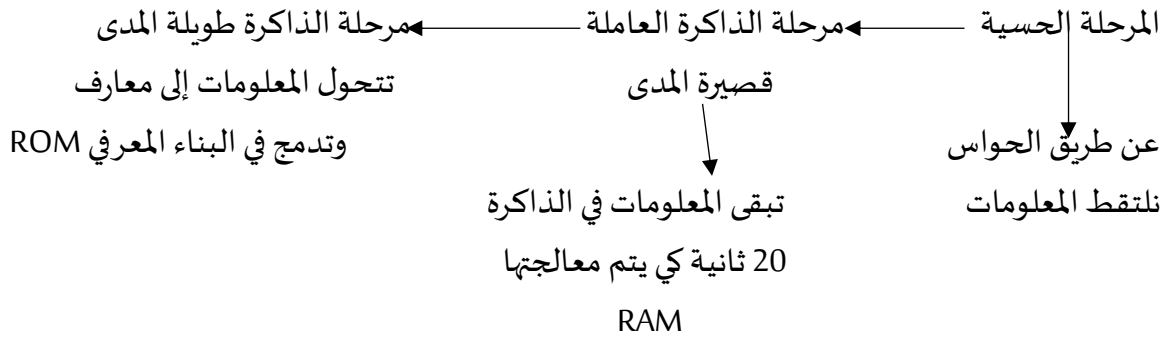 المرحلة الحسية
مرحلة الذاكرة العاملة
مرحلة الذاكرة طويلة المدى
قصيرة المدى
تتحول المعلومات إلى معارف
عن طريق الحواس
وتدمج في البناء المعرفي ROM
نلتقط المعلومات
تبقى المعلومات في الذاكرة
20 ثانية كي يتم معالجتها
RAM